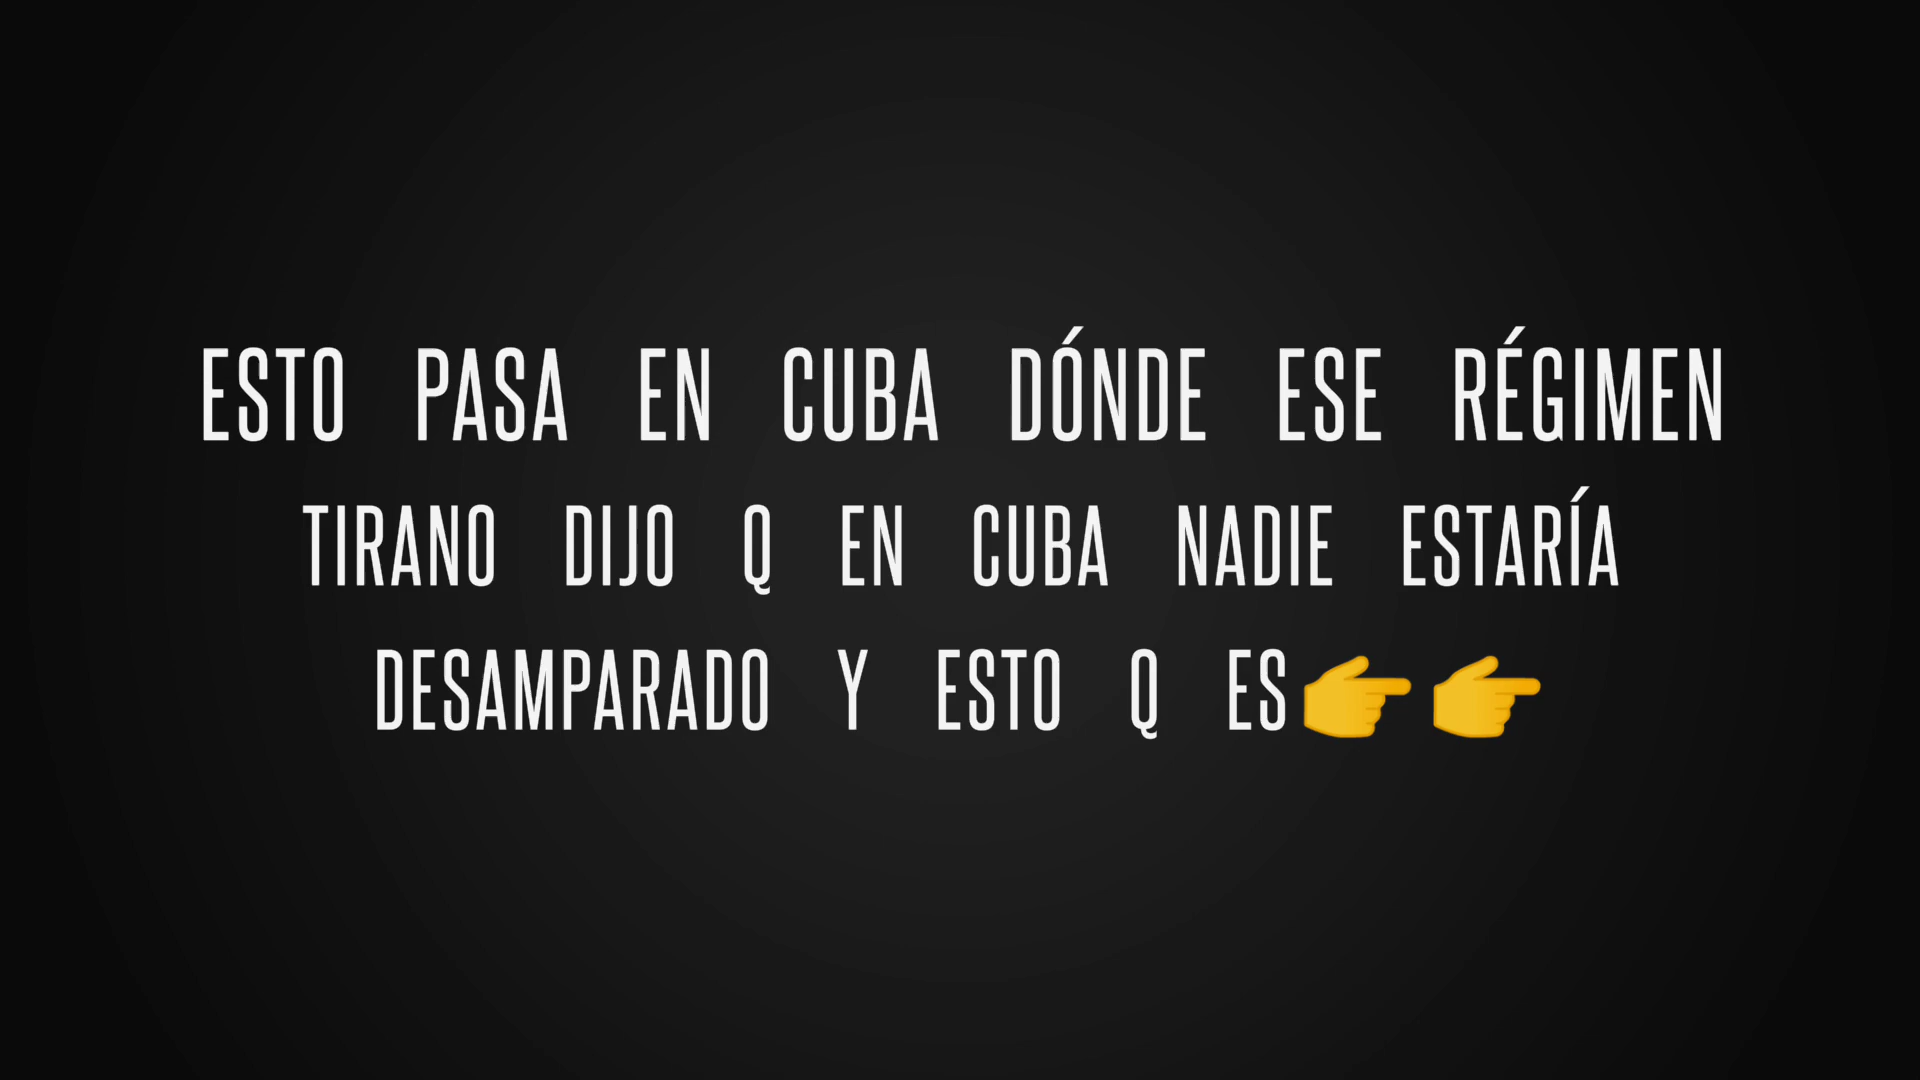 ESTO PASA EN CUBA DÓNDE ESE RÉGIMEN
TIRANO DIJO Q EN CUBA NADIE ESTARÍA
DESAMPARADO Y ESTO Q ES👉👉